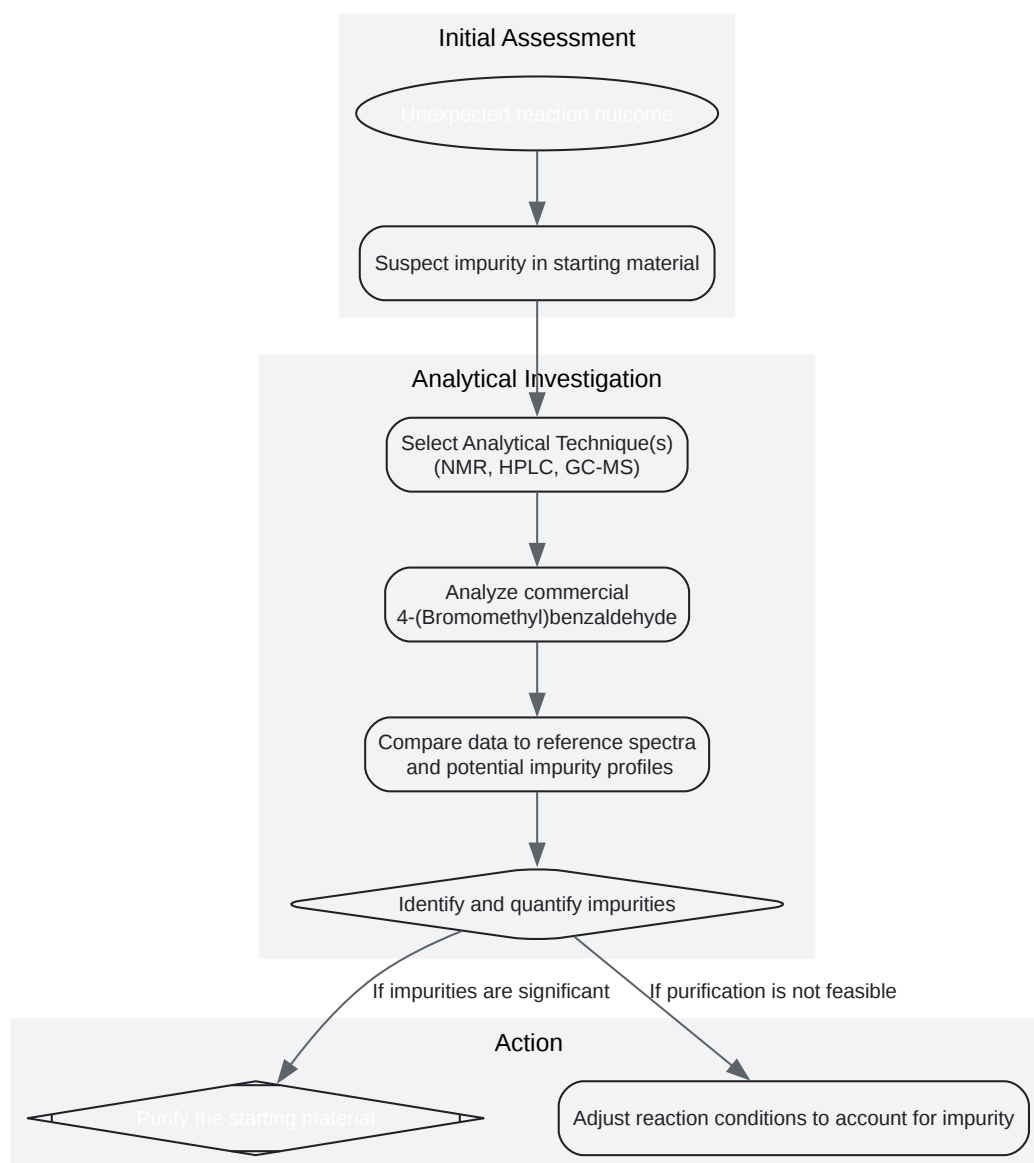 Initial Assessment
Unexpected reaction outcome
Suspect impurity in starting material
Analytical Investigation
Select Analytical Technique(s)
(NMR, HPLC, GC-MS)
Analyze commercial
4-(Bromomethyl)benzaldehyde
Compare data to reference spectra
and potential impurity profiles
Identify and quantify impurities
If impurities are significant
If purification is not feasible
Action
Purify the starting material
Adjust reaction conditions to account for impurity